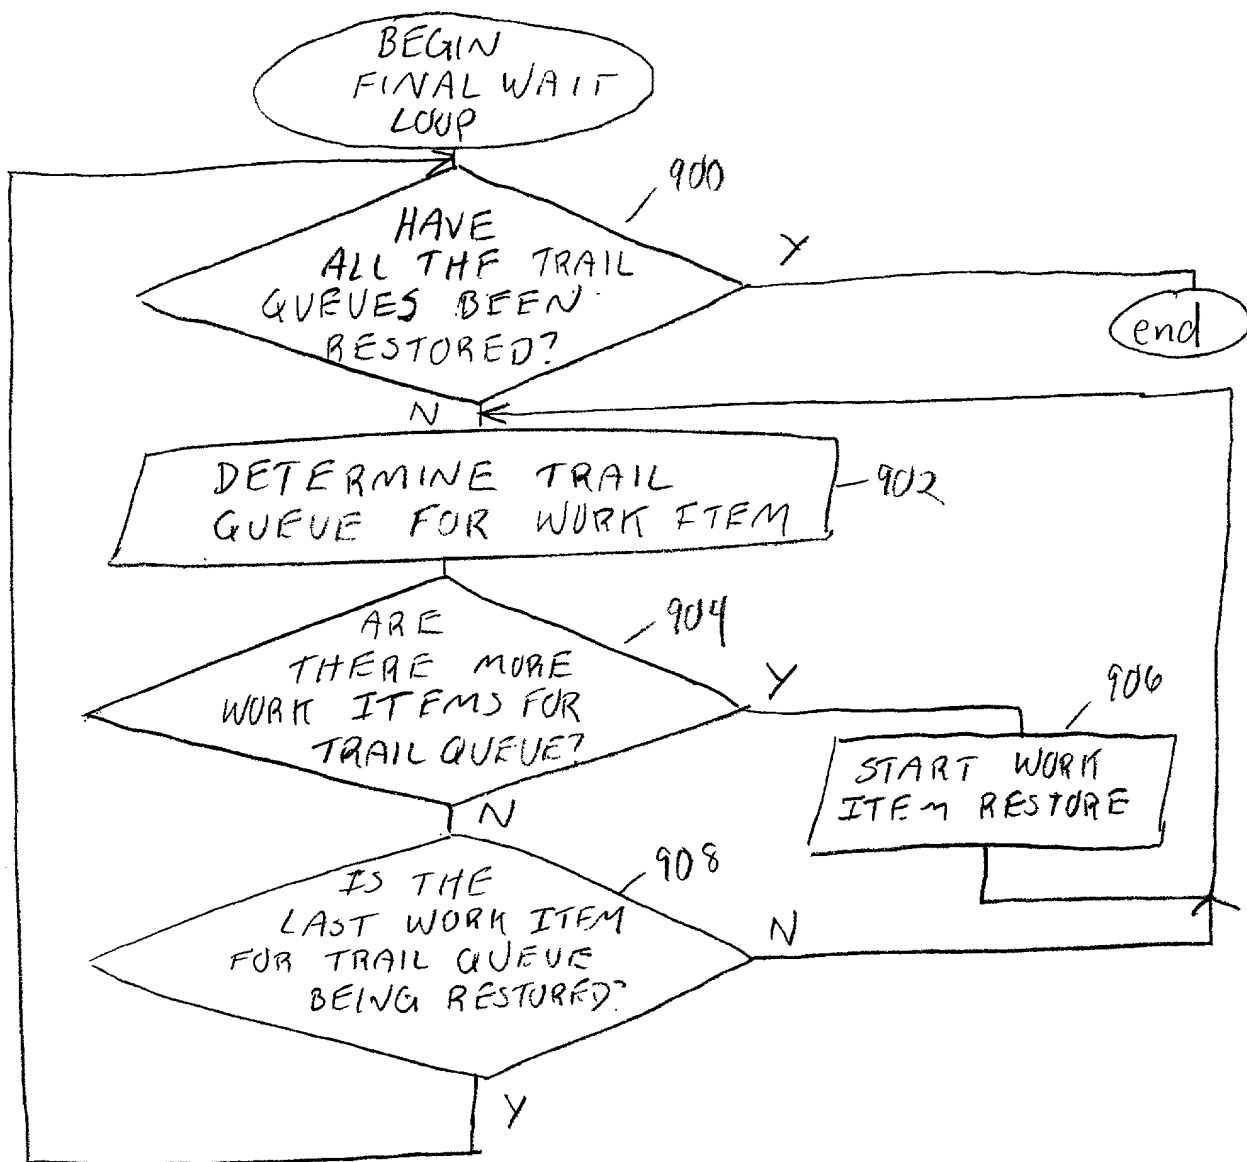 BEGIN
FINAL WAIT
LOOP
900
HAVE
ALL THE TRAIL
QUEUES BEEN
RESTORED?
Y
end
N
DETERMINE TRAIL
QUEUE FOR WORK ITEM
902
ARE
THERE MORE
WORK ITEMS FOR
TRAIL QUEUE?
904
Y
906
START WORK
ITEM RESTORE
N
IS THE
LAST WORK ITEM
FOR TRAIL QUEUE
BEING RESTORED?
908
N
Y